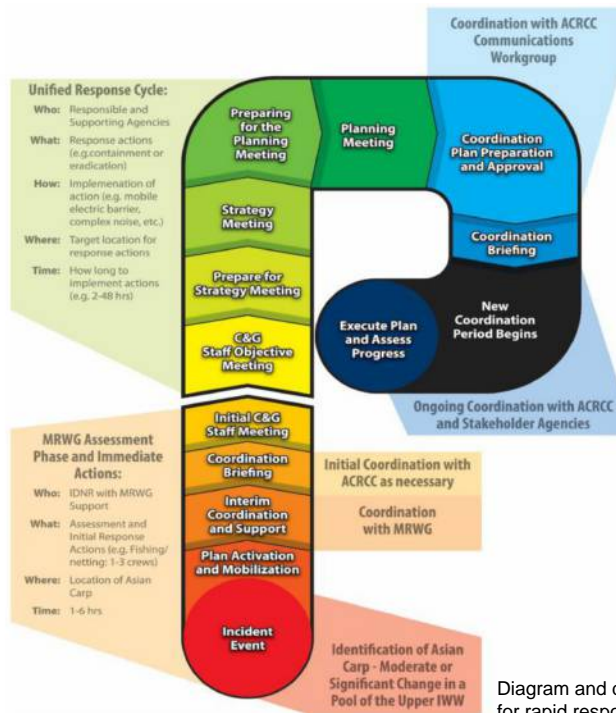 Coordination with ACRCC
Communications
Workgroup
Unified Response Cycle:
Who: Responsible and
Supporting Agencies
What: Response actions
(e.g.containment or
eradication)
How: Implemenation of
action (e.g. mobile
electric barrier,
complex noise, etc.)
Where: Target location for
response actions
Time: How long to
implement actions
(e.g. 2-48 hrs)
Preparing
for the
Planning
Meeting
Planning
Meeting
Coordination
Plan Preparation
and Approval
Strategy
Meeting
Coordination
Briefing
Prepare for
Strategy Meeting
New
Coordination
Period Begins
Execute Plan
and Assess
Progress
C&G
Staff Objective
Meeting
Ongoing Coordination with ACRCC
and Stakeholder Agencies
Initial C&G
Staff Meeting
MRWG Assessment
Phase and Immediate
Actions:
Who: IDNR with MRWG
Support
What: Assessment and
Initial Response
Actions (e.g. Fishing/
netting: 1-3 crews)
Where: Location of Asian
Carp
Time: 1-6 hrs
Coordination
Briefing
Initial Coordination with
ACRCC as necessary
Interim
Coordination
and Support
Coordination
with MRWG
Plan Activation
and Mobilization
Incident
Event
Identification of Asian
Carp - Moderate or
Significant Change in a
Pool of the Upper IWW
Diagram and
for rapid